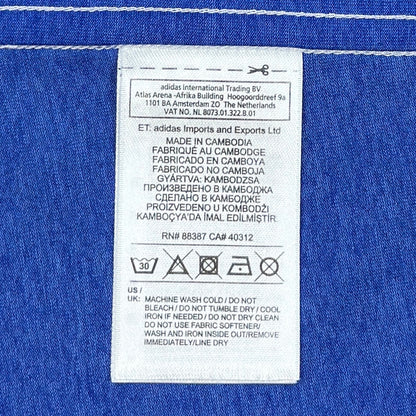 adidas International Trading BV
Atlas Arena -Afrika Building Hoogoorddreef 9a
1101 BA Amsterdam ZO The Netherlands
VAT NO. NL 8073.01.322.B.01
ET: adidas Imports and Exports Ltd
MADE IN CAMBODIA
FABRIQUÉ AU CAMBODGE
FABRICADO EN CAMBOYA
FABRICADO NO CAMBOJA
GYÁRTVA: KAMBODZSA
ПРОИЗВЕДЕНО В КАМБОДЖА
СДЕЛАНО В КАМБОДЖЕ
PROIZVEDENO U KOMBODŽI
KAMBOÇYA'DA İMAL EDİLMİŞTİR.
RN# 88387 CA# 40312
30
US /
UK: MACHINE WASH COLD / DO NOT
BLEACH / DO NOT TUMBLE DRY /
COOL IRON / DO NOT DRY CLEAN
DO NOT USE FABRIC SOFTENER/
WASH AND IRON INSIDE OUT/REMOVE
IMMEDIATELY/LINE DRY